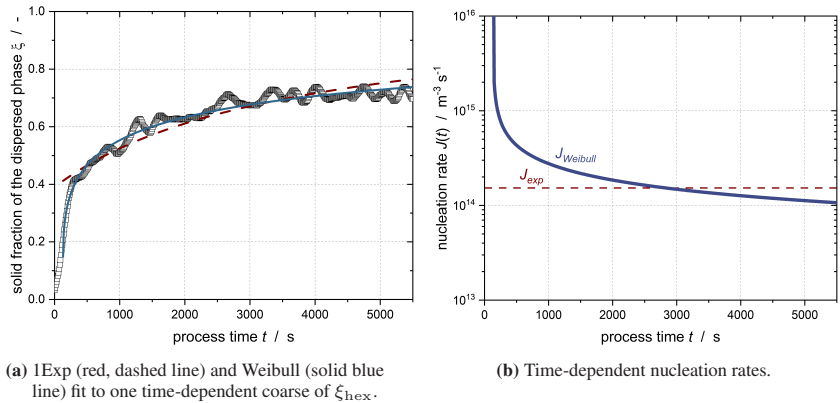 solid fraction of the dispersed phase ξ / -
1.0
0.8
0.6
0.4
0.2
0.0
0 1000 2000 3000 4000 5000
process time t / s
(a) 1Exp (red, dashed line) and Weibull (solid blue
line) fit to one time-dependent coarse of ξhex.
nucleation rate J(t) / m-3 s-1
10^16
10^15
10^14
10^13
J_Weibull
J_exp
0 1000 2000 3000 4000 5000
process time t / s
(b) Time-dependent nucleation rates.